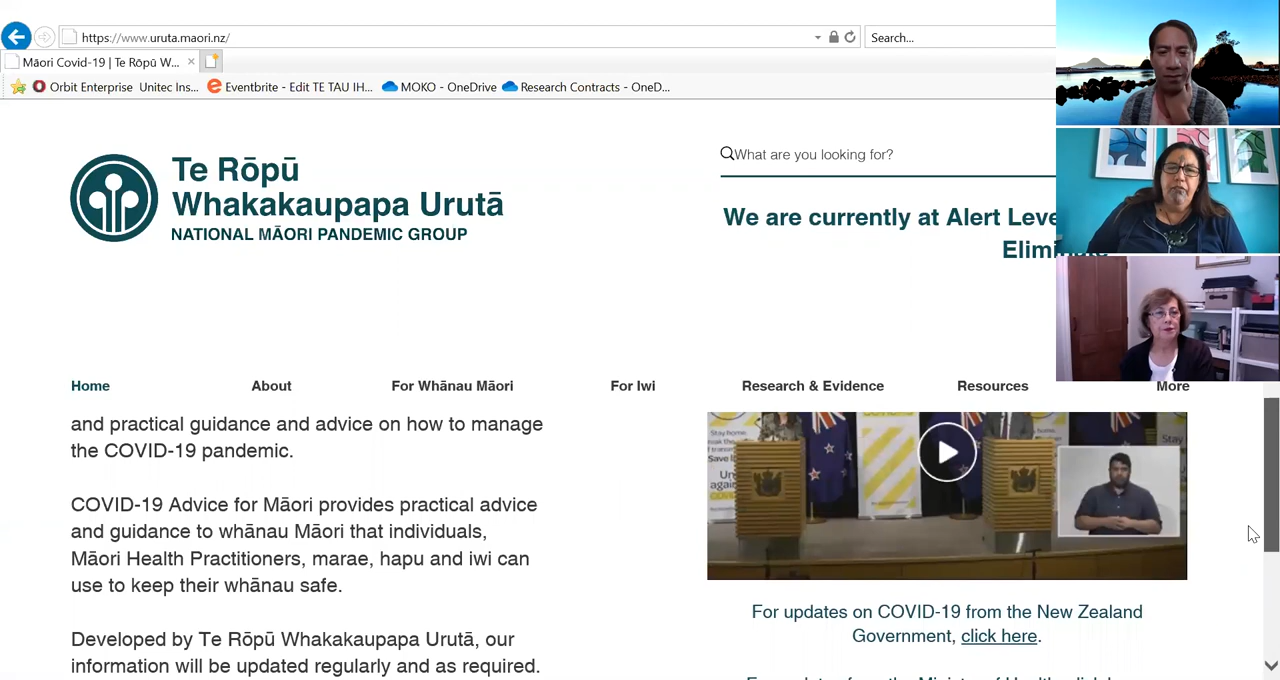 https://www.uruta.maori.nz/
Search...
Māori Covid-19 | Te Rōpū W...
Orbit Enterprise Unitec Ins...
Eventbrite - Edit TE TAU IH...
MOKO - OneDrive
Research Contracts - OneD...
Te Rōpū
Whakakaupapa Urutā
NATIONAL MĀORI PANDEMIC GROUP
What are you looking for?
We are currently at Alert Leve
Eliminate
Home
About
For Whānau Māori
For Iwi
Research & Evidence
Resources
More
and practical guidance and advice on how to manage
the COVID-19 pandemic.
COVID-19 Advice for Māori provides practical advice
and guidance to whānau Māori that individuals,
Māori Health Practitioners, marae, hapu and iwi can
use to keep their whānau safe.
Developed by Te Rōpū Whakakaupapa Urutā, our
information will be updated regularly and as required.
Stay home
Stay
For updates on COVID-19 from the New Zealand
Government, click here.